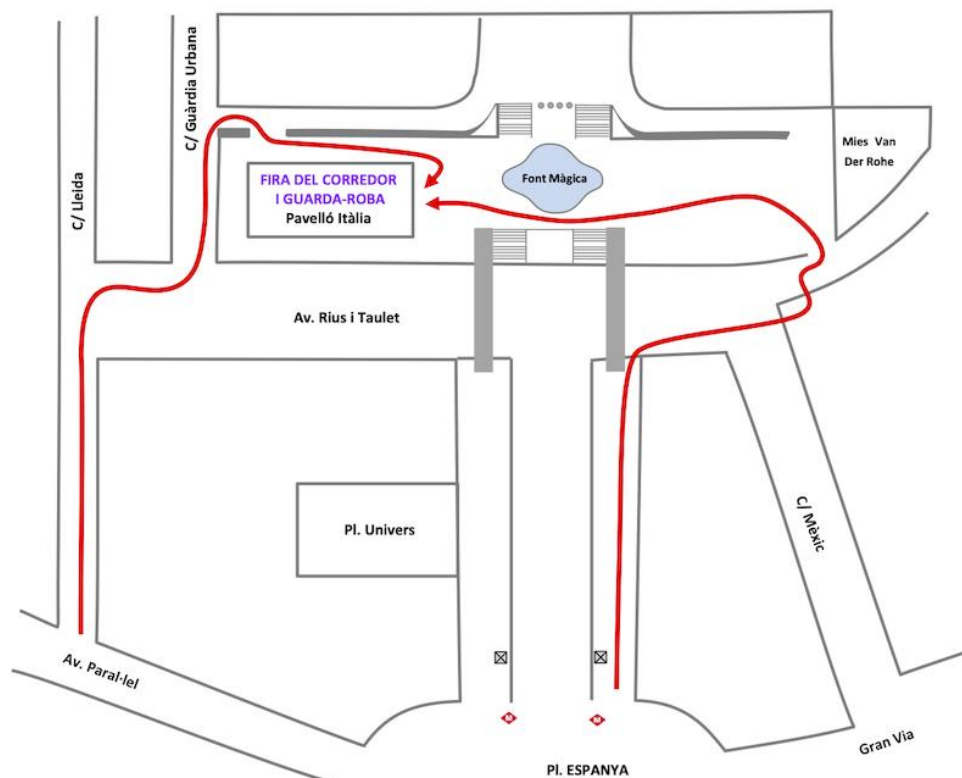 C/ Lleida
C/ Guàrdia Urbana
Mies Van
Der Rohe
FIRA DEL CORREDOR
I GUARDA-ROBA
Pavelló Itàlia
Font Màgica
Av. Rius i Taulet
Pl. Univers
C/ Mèxic
Av. Paral·lel
M
M
Gran Via
Pl. ESPANYA